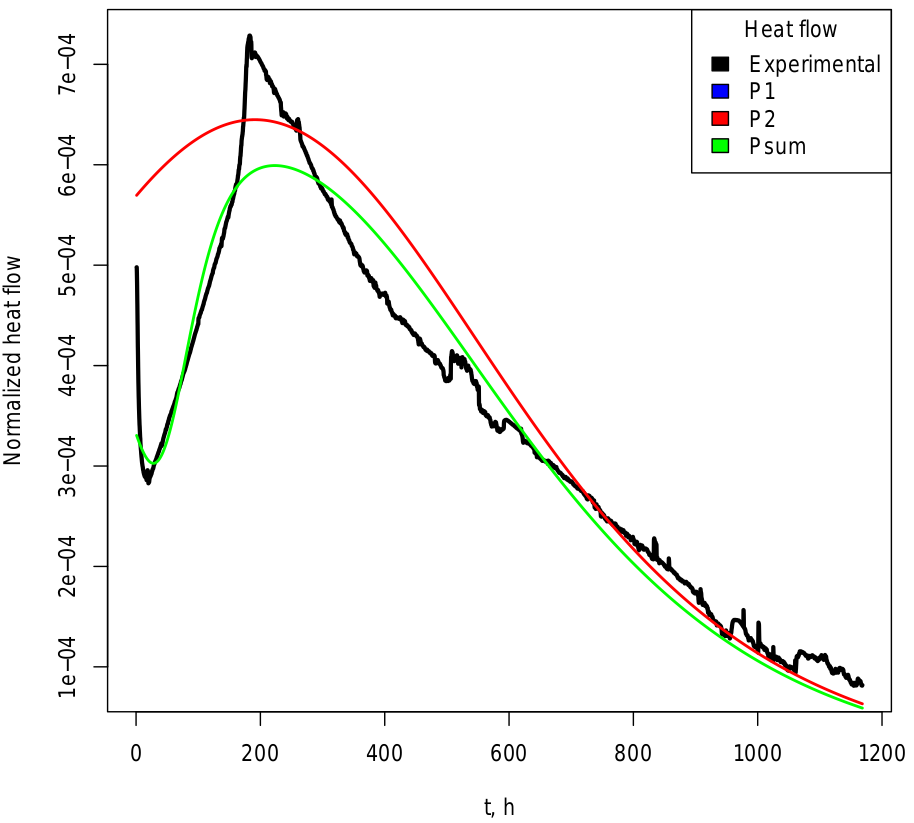 Heat flow
Experimental
P1
P2
Psum
Normalized heat flow
7e−04
6e−04
5e−04
4e−04
3e−04
2e−04
1e−04
0 200 400 600 800 1000 1200
t, h